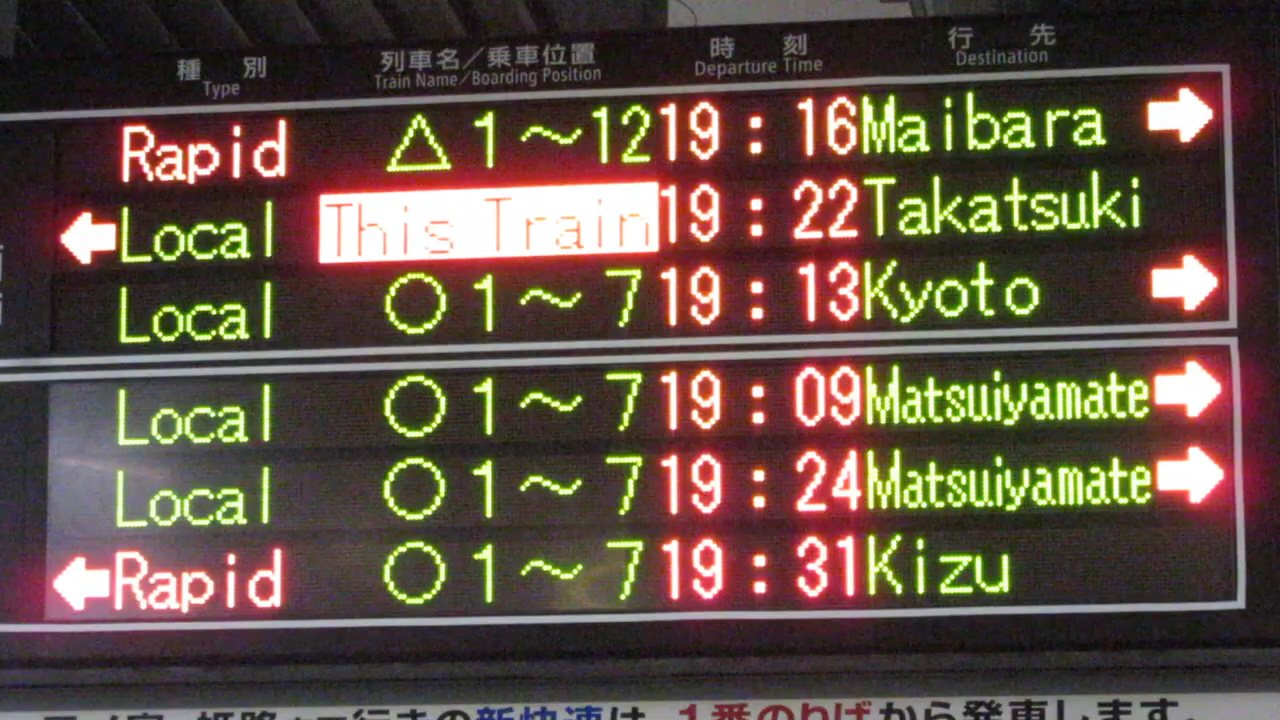 種別 列車名／乗車位置 時刻 行先
Type Train Name／Boarding Position Departure Time Destination
Rapid △1～12 19:16 Maibara →
← Local This Train 19:22 Takatsuki
Local ○1～7 19:13 Kyoto →
Local ○1～7 19:09 Matsuiyamate →
Local ○1～7 19:24 Matsuiyamate →
← Rapid ○1～7 19:31 Kizu
行きの新快速は、1番のりばから発車します